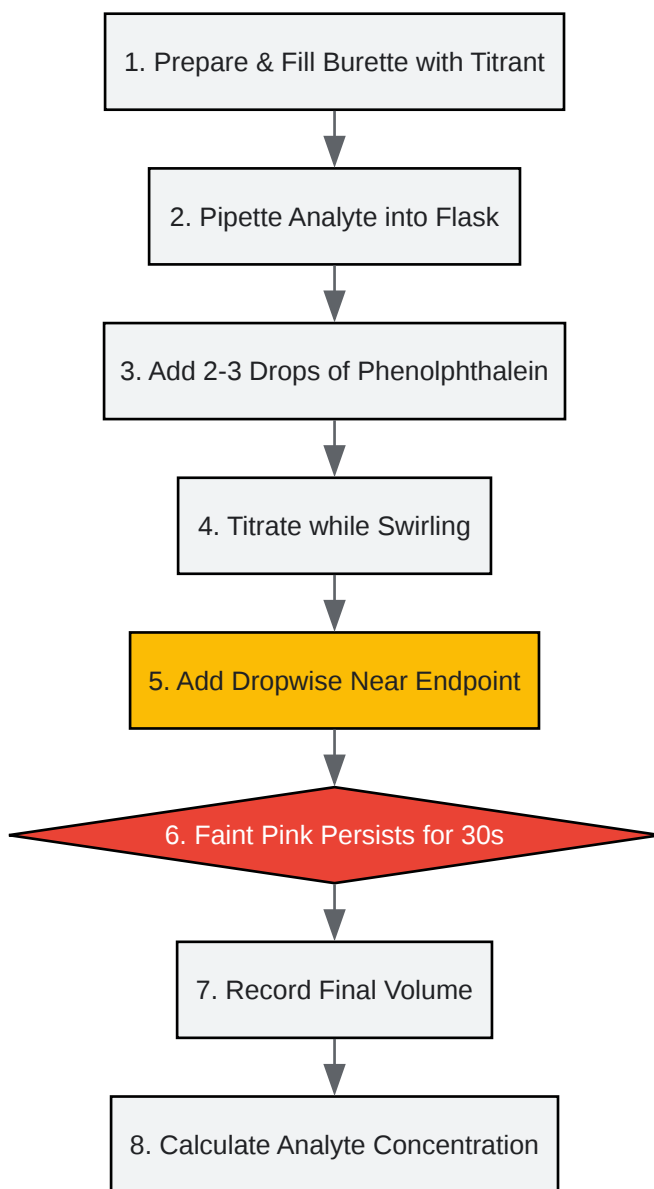 1. Prepare & Fill Burette with Titrant
2. Pipette Analyte into Flask
3. Add 2-3 Drops of Phenolphthalein
4. Titrate while Swirling
5. Add Dropwise Near Endpoint
6. Faint Pink Persists for 30s
7. Record Final Volume
8. Calculate Analyte Concentration